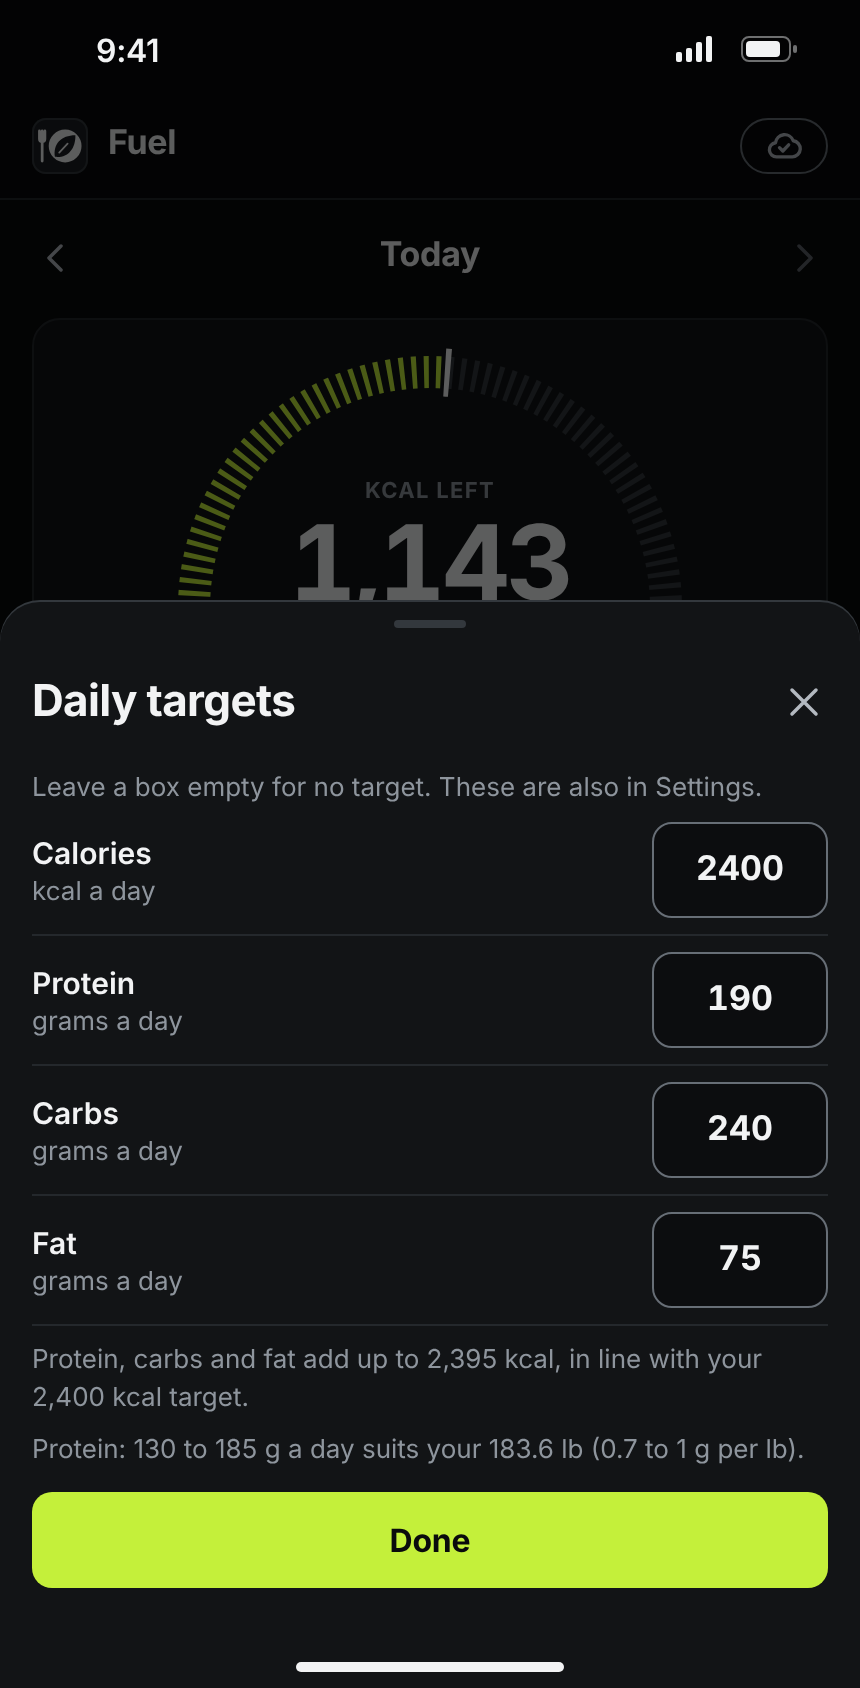 9:41
Fuel
Today
KCAL LEFT
1,143
Daily targets
Leave a box empty for no target. These are also in Settings.
Calories
kcal a day
2400
Protein
grams a day
190
Carbs
grams a day
240
Fat
grams a day
75
Protein, carbs and fat add up to 2,395 kcal, in line with your
2,400 kcal target.
Protein: 130 to 185 g a day suits your 183.6 lb (0.7 to 1 g per lb).
Done